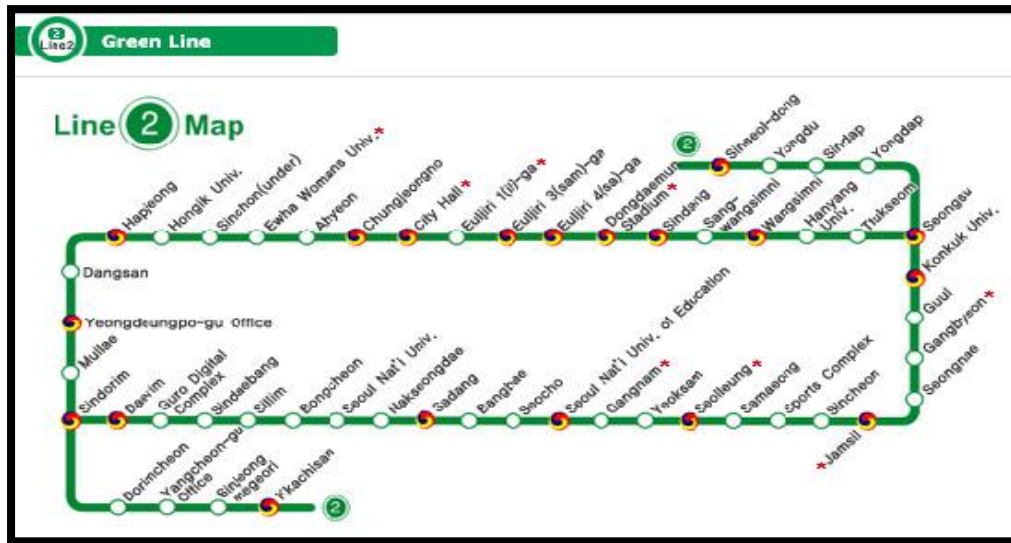 2
Line2
Green Line
Line 2 Map
2
Sinseol-dong
Yongdu
Sindap
Yongdap
Hapjeong
Hongik Univ.
Sinchon(under)
Ewha Womans Univ.*
Ahyeon
Chungjeongno
City Hall*
Euljiri 1(il)-ga*
Euljiri 3(sam)-ga
Euljiri 4(sa)-ga
Dongdaemun
Stadium*
Sindang
Sang-
wangsimni
Wangsimni
Hanyang
Univ.
Ttukseom
Seongsu
Konkuk Univ.
Guui
Gangbyeon*
Seongnae
Dangsan
Yeongdeungpo-gu Office
Mullae
Sindorim
Daerim
Guro Digital
Complex
Sindaebang
Sillim
Bongcheon
Seoul Nat'l Univ.
Nakseongdae
Sadang
Bangbae
Seocho
Seoul Nat'l Univ. of Education
Gangnam*
Yeoksam
Seolleung*
Samseong
Sports Complex
Sincheon
*Jamsil
Dorimcheon
Yangcheon-gu
Office
Sinjeong
negeori
2